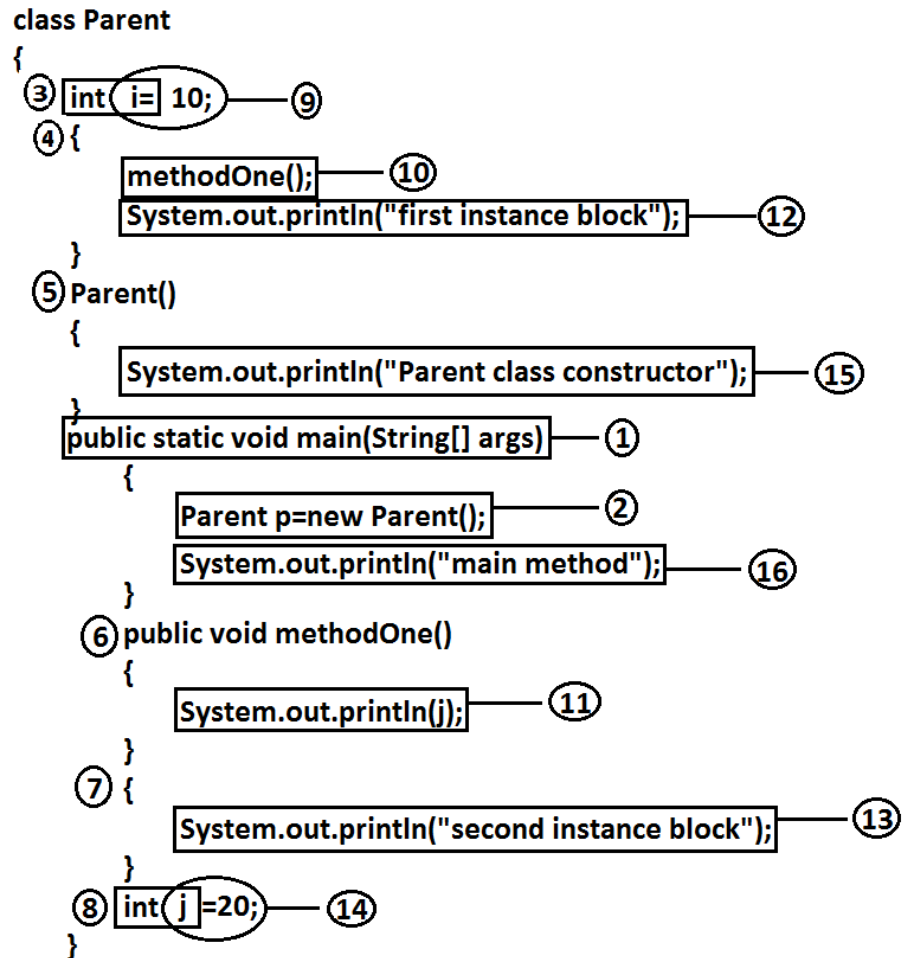 class Parent
{
③ int i= 10; ⑨
④ {
methodOne(); ⑩
System.out.println("first instance block"); ⑫
}
⑤ Parent()
{
System.out.println("Parent class constructor"); ⑮
}
public static void main(String[] args) ①
{
Parent p=new Parent(); ②
System.out.println("main method"); ⑯
}
⑥ public void methodOne()
{
System.out.println(j); ⑪
}
⑦ {
System.out.println("second instance block"); ⑬
}
⑧ int j =20; ⑭
}